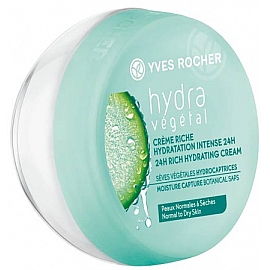 YVES ROCHER
hydra
végétal
CRÈME RICHE
HYDRATATION INTENSE 24H
24H RICH HYDRATING CREAM
SÈVES VÉGÉTALES HYDROCAPTRICES
MOISTURE CAPTURE BOTANICAL SAPS
Peaux Normales à Sèches
Normal to Dry Skin